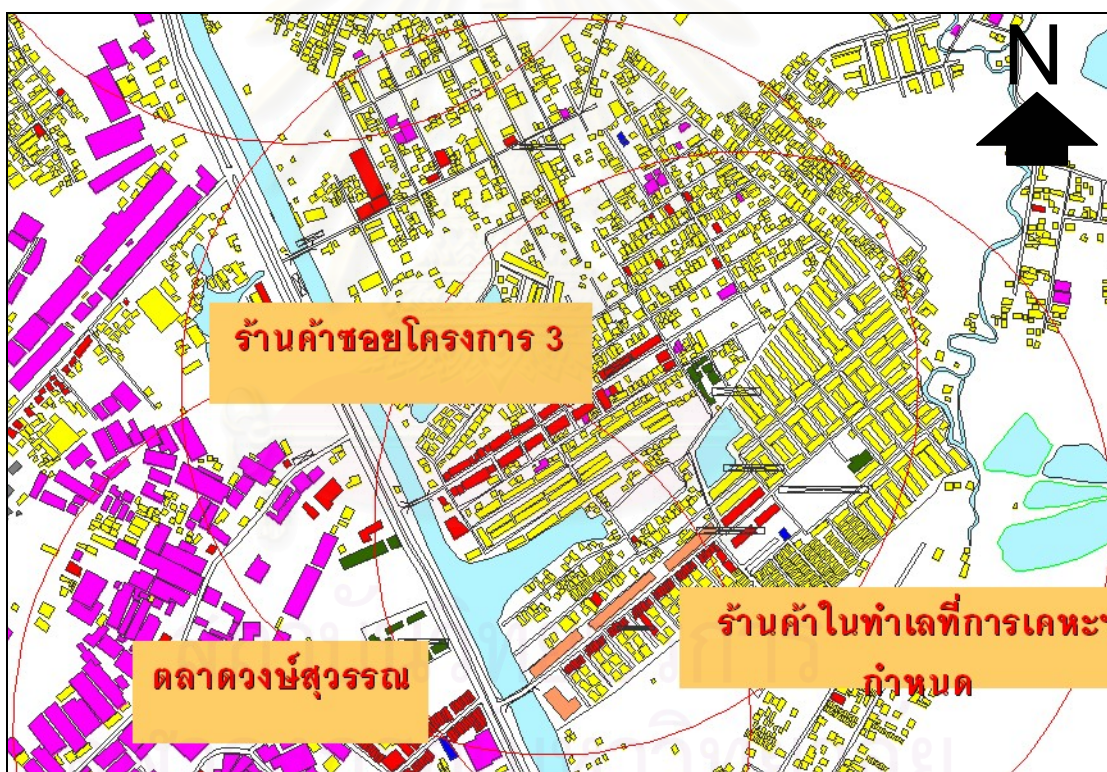 N
ร้านค้าซอยโครงการ 3
ร้านค้าในทำเลที่การเคหะฯ
กำหนด
ตลาดวงษ์สุวรรณ